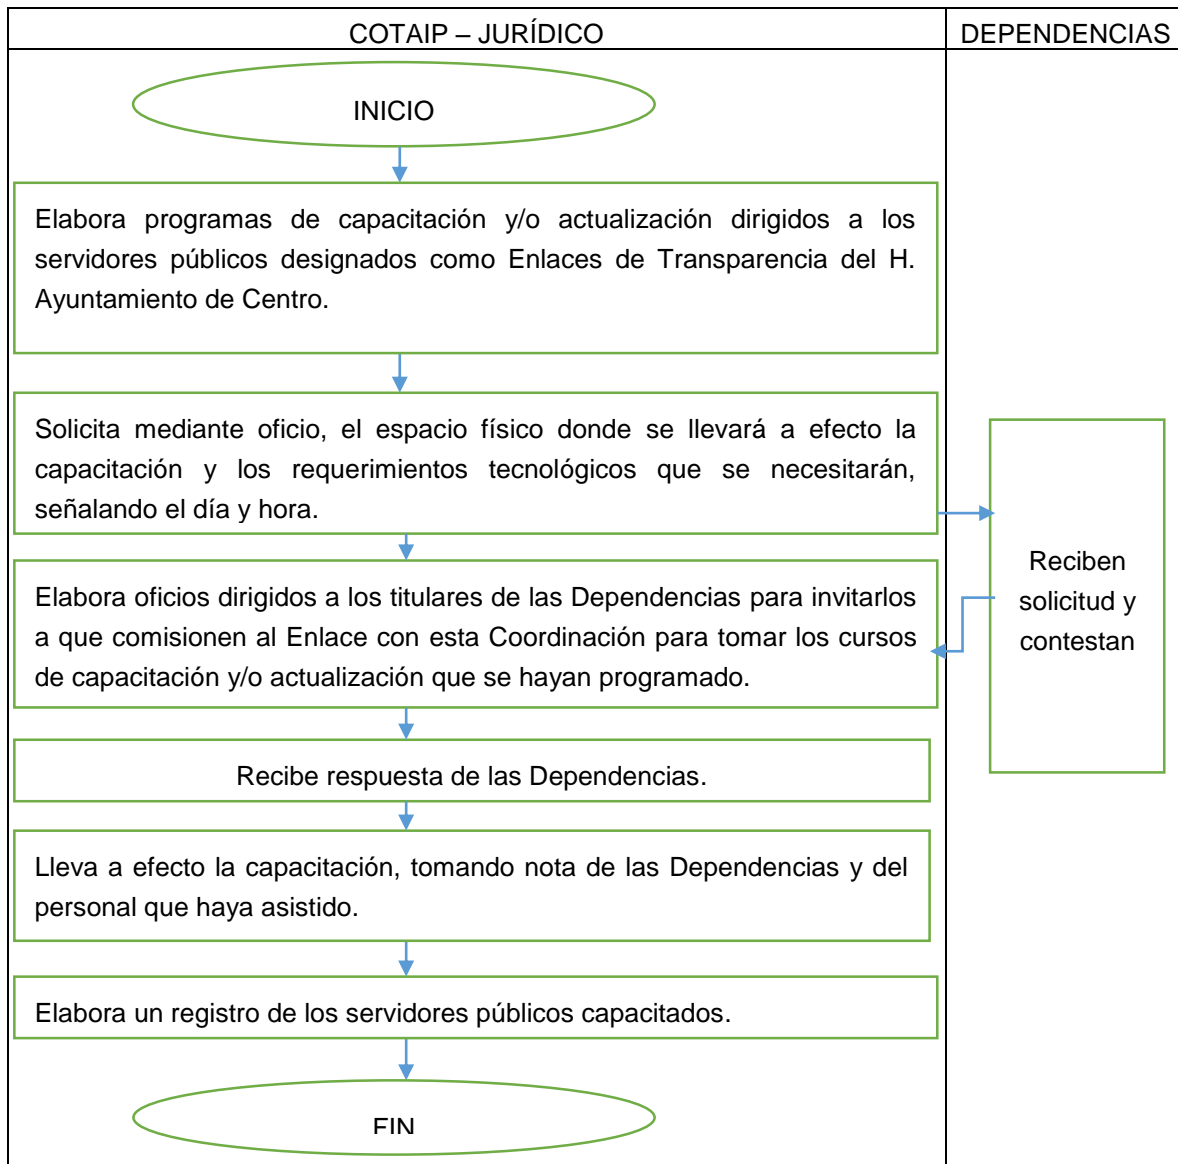 COTAIP – JURÍDICO
DEPENDENCIAS
INICIO
Elabora programas de capacitación y/o actualización dirigidos a los
servidores públicos designados como Enlaces de Transparencia del H.
Ayuntamiento de Centro.
Solicita mediante oficio, el espacio físico donde se llevará a efecto la
capacitación y los requerimientos tecnológicos que se necesitarán,
señalando el día y hora.
Reciben
solicitud y
contestan
Elabora oficios dirigidos a los titulares de las Dependencias para invitarlos
a que comisionen al Enlace con esta Coordinación para tomar los cursos
de capacitación y/o actualización que se hayan programado.
Recibe respuesta de las Dependencias.
Lleva a efecto la capacitación, tomando nota de las Dependencias y del
personal que haya asistido.
Elabora un registro de los servidores públicos capacitados.
FIN